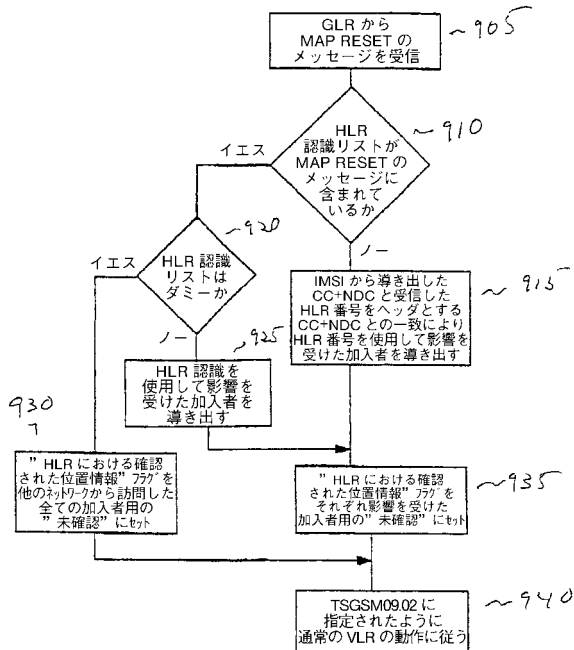 GLR から
MAP RESET の
メッセージを受信
~905
HLR
認識リストが
MAP RESET の
メッセージに
含まれて
いるか
~910
イエス
ノー
HLR 認識
リストは
ダミーか
~920
イエス
ノー
IMSI から導き出した
CC+NDC と受信した
HLR 番号をヘッダとする
CC+NDC との一致により
HLR 番号を使用して影響を
受けた加入者を導き出す
~915
HLR 認識を
使用して影響を
受けた加入者を
導き出す
~925
930
"HLR における確認
された位置情報" フラグを
他のネットワークから訪問した
全ての加入者用の
"未確認" にセット
"HLR における確認
された位置情報" フラグを
それぞれ影響を受けた
加入者用の"未確認" にセット
~935
TSGSM09.02 に
指定されたように
通常の VLR の動作に従う
~940